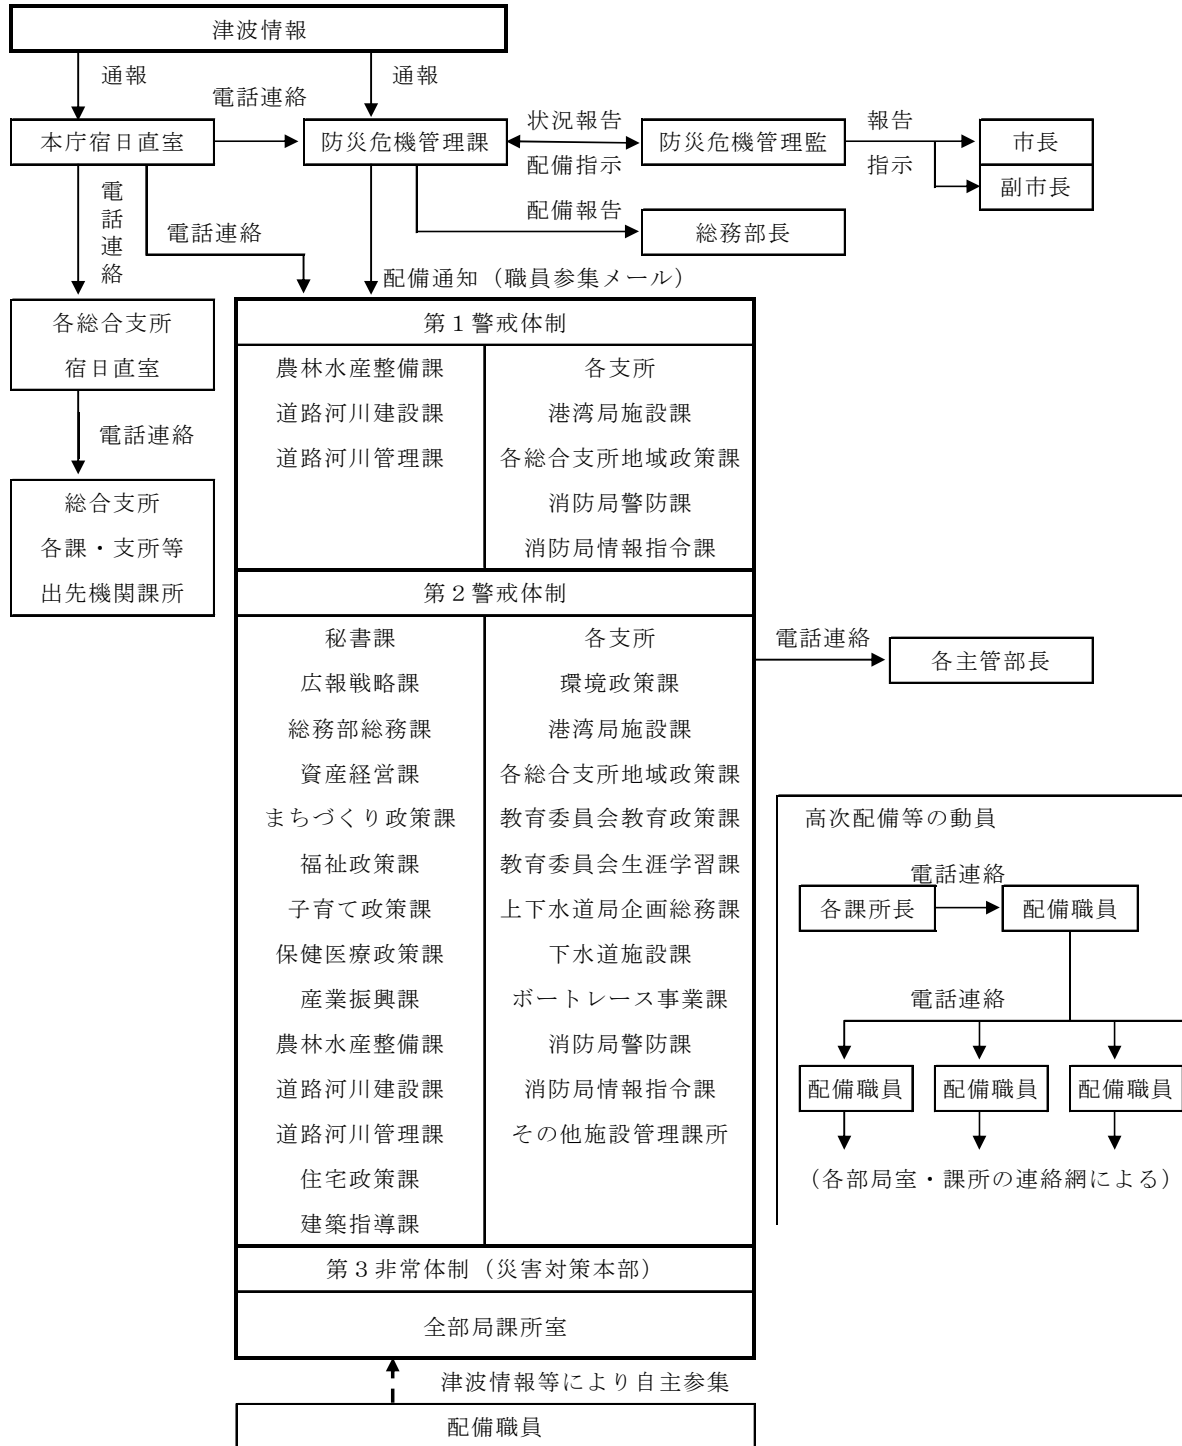 津波情報
通報
通報
電話連絡
本庁宿日直室
防災危機管理課
状況報告
配備指示
防災危機管理監
報告
指示
市長
副市長
電話連絡
電話連絡
配備報告
総務部長
配備通知（職員参集メール）
各総合支所
宿日直室
電話連絡
総合支所
各課・支所等
出先機関課所
第１警戒体制
農林水産整備課
道路河川建設課
道路河川管理課
各支所
港湾局施設課
各総合支所地域政策課
消防局警防課
消防局情報指令課
第２警戒体制
秘書課
広報戦略課
総務部総務課
資産経営課
まちづくり政策課
福祉政策課
子育て政策課
保健医療政策課
産業振興課
農林水産整備課
道路河川建設課
道路河川管理課
住宅政策課
建築指導課
各支所
環境政策課
港湾局施設課
各総合支所地域政策課
教育委員会教育政策課
教育委員会生涯学習課
上下水道局企画総務課
下水道施設課
ボートレース事業課
消防局警防課
消防局情報指令課
その他施設管理課所
電話連絡
各主管部長
第３非常体制（災害対策本部）
全部局課所室
津波情報等により自主参集
配備職員
高次配備等の動員
電話連絡
各課所長
配備職員
電話連絡
配備職員
配備職員
配備職員
（各部局室・課所の連絡網による）